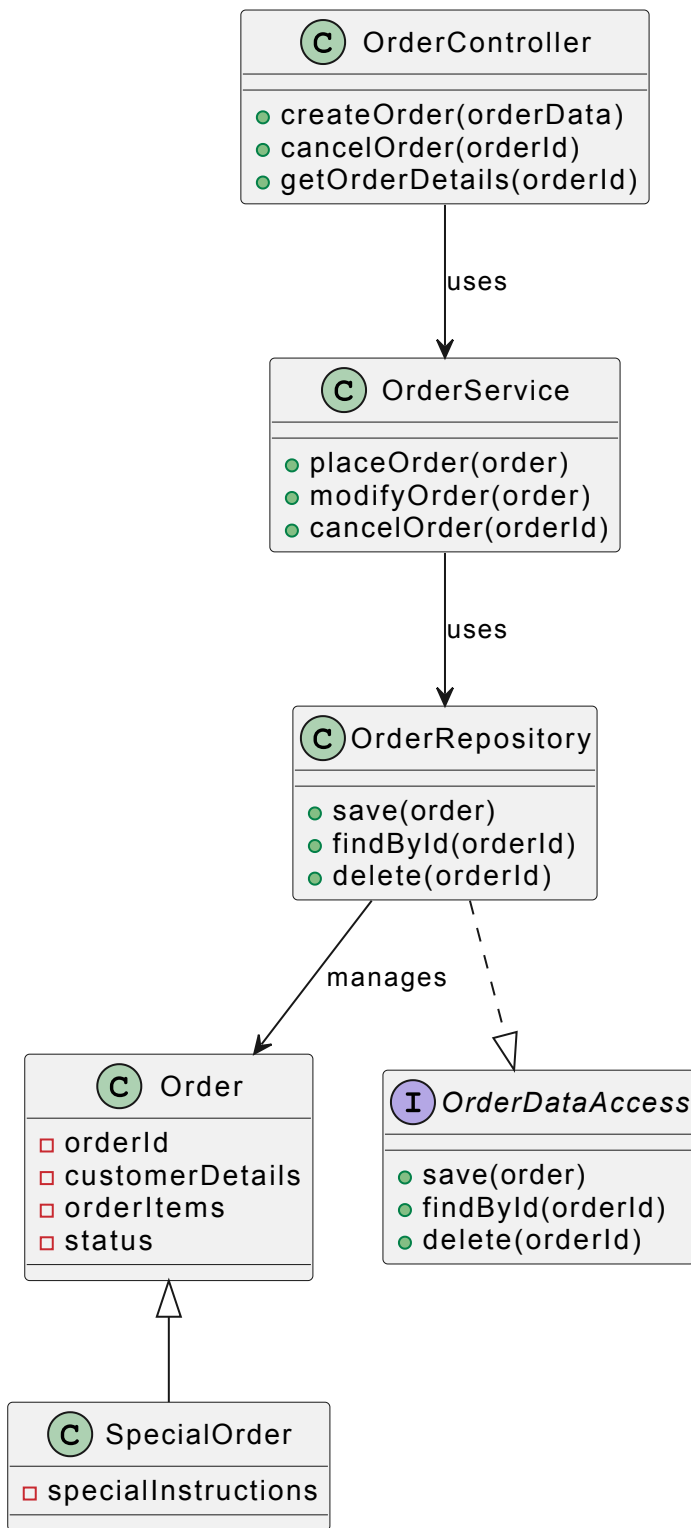 C OrderController
createOrder(orderData)
cancelOrder(orderId)
getOrderDetails(orderId)
uses
C OrderService
placeOrder(order)
modifyOrder(order)
cancelOrder(orderId)
uses
C OrderRepository
save(order)
findById(orderId)
delete(orderId)
manages
C Order
orderId
customerDetails
orderItems
status
I OrderDataAccess
save(order)
findById(orderId)
delete(orderId)
C SpecialOrder
specialInstructions